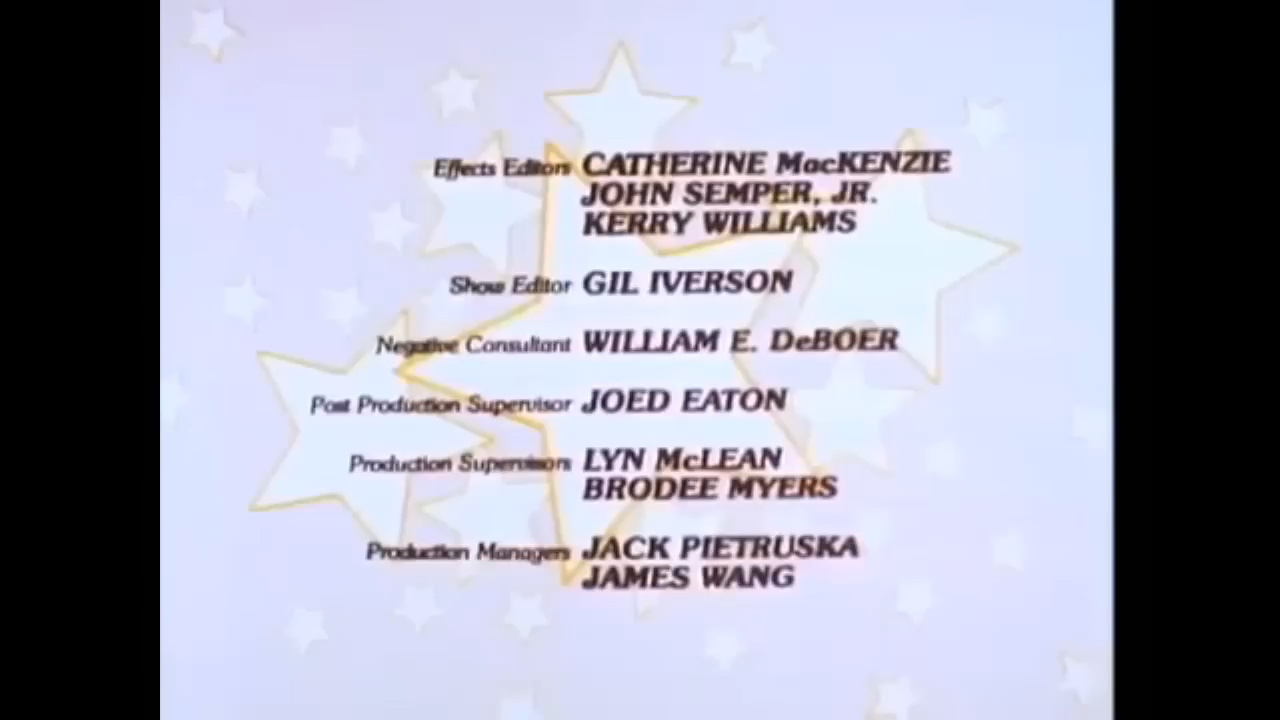 Effects Editors CATHERINE MacKENZIE
JOHN SEMPER, JR.
KERRY WILLIAMS
Show Editor GIL IVERSON
Negative Consultant WILLIAM E. DeBOER
Post Production Supervisor JOED EATON
Production Supervisors LYN McLEAN
BRODEE MYERS
Production Managers JACK PIETRUSKA
JAMES WANG